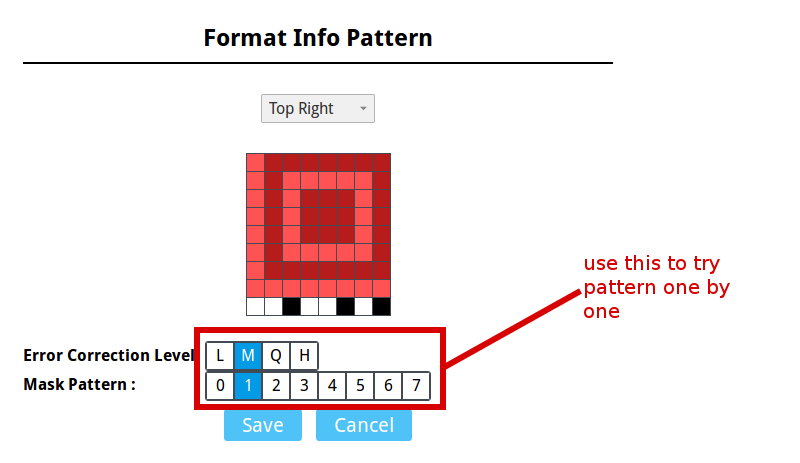 Format Info Pattern
Top Right
use this to try
pattern one by
one
Error Correction Level
L M Q H
Mask Pattern :
0 1 2 3 4 5 6 7
Save Cancel